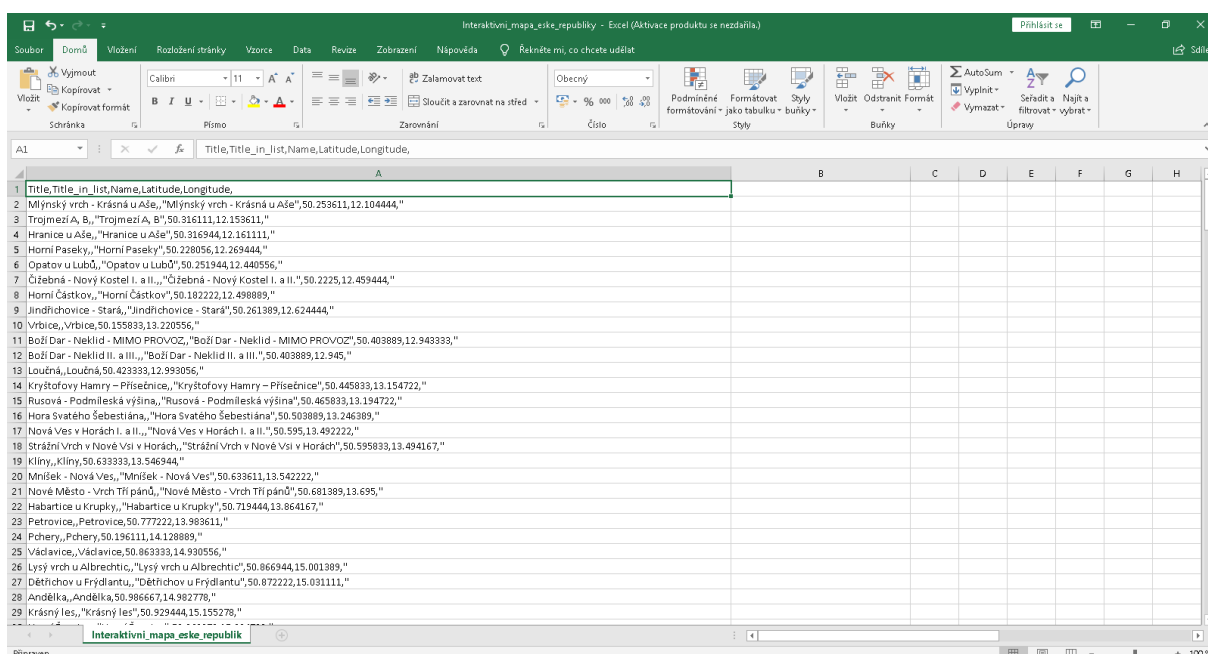 Interaktivni_mapa_eske_republiky - Excel (Aktivace produktu se nezdařila.)
Přihlásit se
Soubor Domů Vložení Rozložení stránky Vzorce Data Revize Zobrazení Nápověda Řekněte mi, co chcete udělat Sdíle
Vložit
Vyjmout
Kopírovat
Kopírovat formát
Schránka
Calibri 11
B I U
Písmo
Zalamovat text
Sloučit a zarovnat na střed
Zarovnání
Obecný
% 000
Číslo
Podmíněné formátování
Formátovat jako tabulku
Styly buňky
Styly
Vložit Odstranit Formát
Buňky
AutoSum
Vyplnit
Vymazat
Seřadit a filtrovat
Najít a vybrat
Úpravy
A1 fx Title,Title_in_list,Name,Latitude,Longitude,
A B C D E F G H
1 Title,Title_in_list,Name,Latitude,Longitude,
2 Mlýnský vrch - Krásná u Aše,,"Mlýnský vrch - Krásná u Aše",50.253611,12.104444,"
3 Trojmezí A, B,,"Trojmezí A, B",50.316111,12.153611,"
4 Hranice u Aše,,"Hranice u Aše",50.316944,12.161111,"
5 Horní Paseky,,"Horní Paseky",50.228056,12.269444,"
6 Opatov u Lubů,,"Opatov u Lubů",50.251944,12.440556,"
7 Čižebná - Nový Kostel I. a II.,,"Čižebná - Nový Kostel I. a II.",50.2225,12.459444,"
8 Horní Částkov,,"Horní Částkov",50.182222,12.498889,"
9 Jindřichovice - Stará,,"Jindřichovice - Stará",50.261389,12.624444,"
10 Vrbice,,Vrbice,50.155833,13.220556,"
11 Boží Dar - Neklid - MIMO PROVOZ,,"Boží Dar - Neklid - MIMO PROVOZ",50.403889,12.943333,"
12 Boží Dar - Neklid II. a III.,,"Boží Dar - Neklid II. a III.",50.403889,12.945,"
13 Loučná,,Loučná,50.423333,12.993056,"
14 Kryštofovy Hamry – Přísečnice,,"Kryštofovy Hamry – Přísečnice",50.445833,13.154722,"
15 Rusová - Podmíleská výšina,,"Rusová - Podmíleská výšina",50.465833,13.194722,"
16 Hora Svatého Šebestiána,,"Hora Svatého Šebestiána",50.503889,13.246389,"
17 Nová Ves v Horách I. a II.,,"Nová Ves v Horách I. a II.",50.595,13.492222,"
18 Strážní Vrch v Nové Vsi v Horách,,"Strážní Vrch v Nové Vsi v Horách",50.595833,13.494167,"
19 Klíny,,Klíny,50.633333,13.546944,"
20 Mníšek - Nová Ves,,"Mníšek - Nová Ves",50.633611,13.542222,"
21 Nové Město - Vrch Tří pánů,,"Nové Město - Vrch Tří pánů",50.681389,13.695,"
22 Habartice u Krupky,,"Habartice u Krupky",50.719444,13.864167,"
23 Petrovice,,Petrovice,50.777222,13.983611,"
24 Pchery,,Pchery,50.196111,14.128889,"
25 Václavice,,Václavice,50.863333,14.930556,"
26 Lysý vrch u Albrechtic,,"Lysý vrch u Albrechtic",50.866944,15.001389,"
27 Dětřichov u Frýdlantu,,"Dětřichov u Frýdlantu",50.872222,15.031111,"
28 Andělka,,Andělka,50.986667,14.982778,"
29 Krásný les,,"Krásný les",50.929444,15.155278,"
Interaktivni_mapa_eske_republik